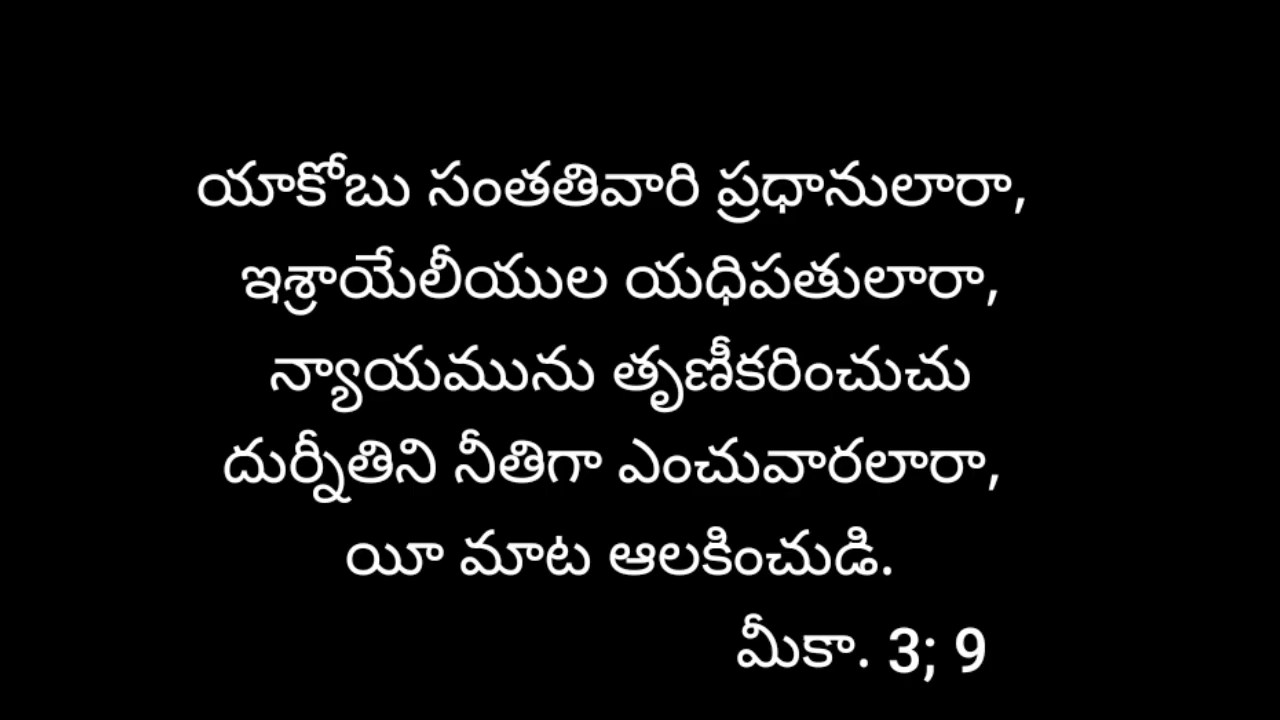 యాకోబు సంతతివారి ప్రధానులారా,
ఇశ్రాయేలీయుల యధిపతులారా,
న్యాయమును తృణీకరించుచు
దుర్నీతిని నీతిగా ఎంచువారలారా,
యీ మాట ఆలకించుడి.
మీకా. 3; 9